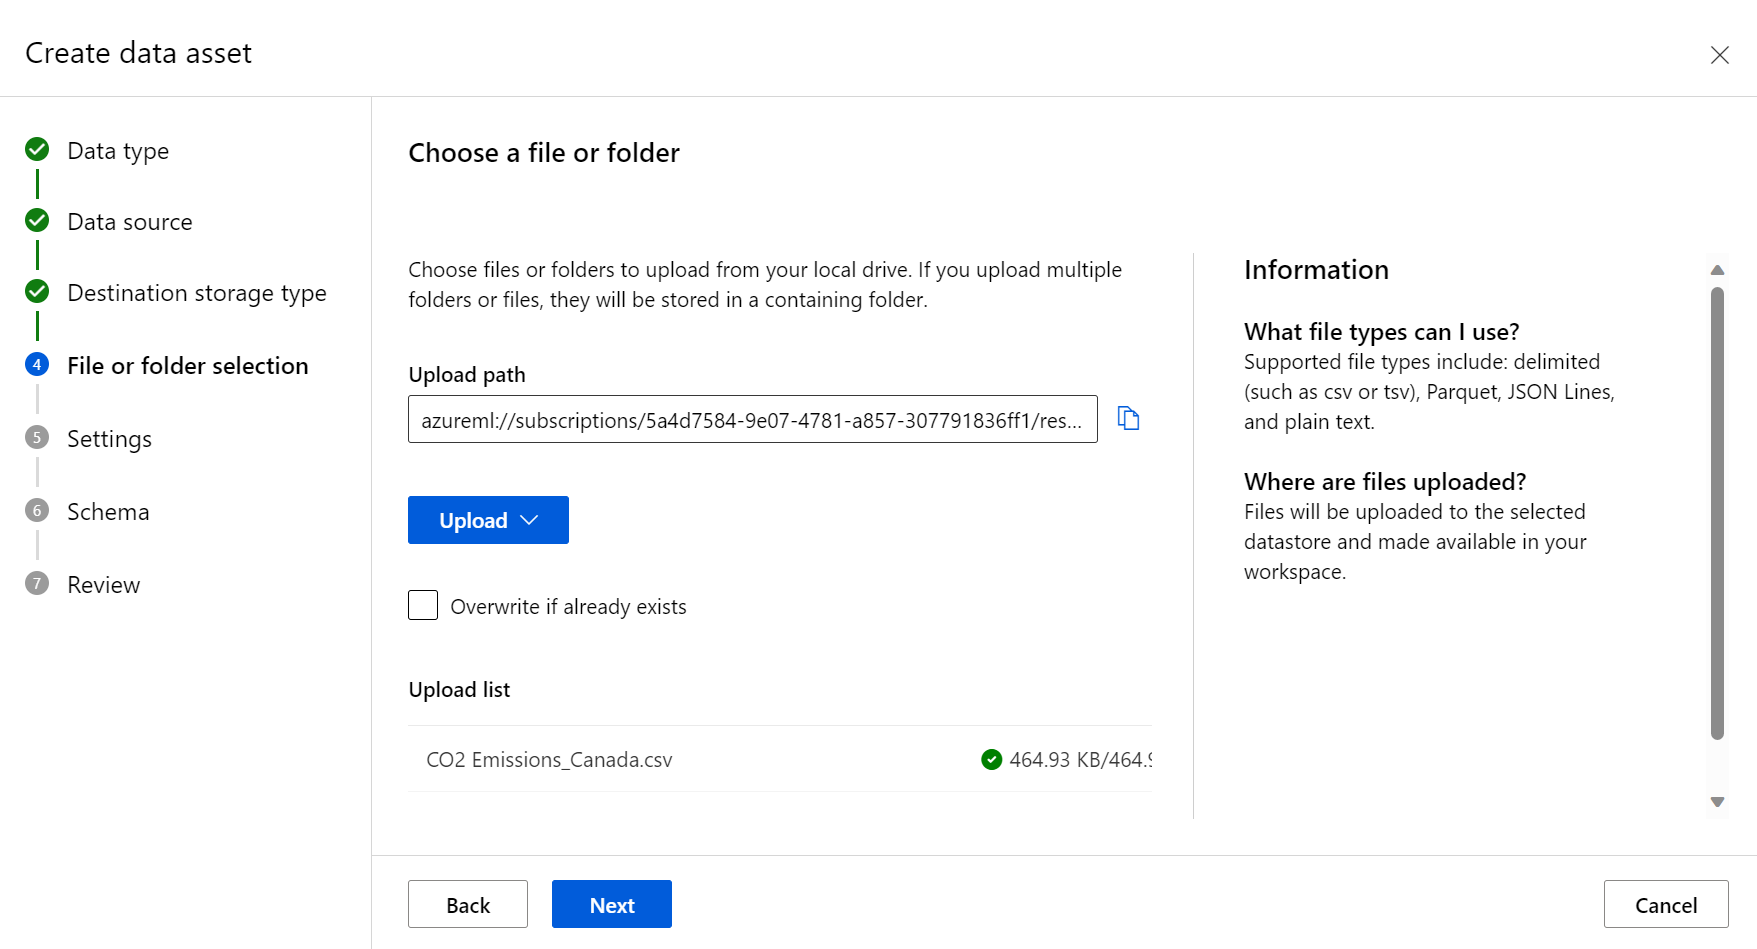 Create data asset
Data type
Data source
Destination storage type
4 File or folder selection
5 Settings
6 Schema
7 Review
Choose a file or folder
Choose files or folders to upload from your local drive. If you upload multiple
folders or files, they will be stored in a containing folder.
Upload path
azureml://subscriptions/5a4d7584-9e07-4781-a857-307791836ff1/res...
Upload
Overwrite if already exists
Upload list
CO2 Emissions_Canada.csv 464.93 KB/464.9
Information
What file types can I use?
Supported file types include: delimited
(such as csv or tsv), Parquet, JSON Lines,
and plain text.
Where are files uploaded?
Files will be uploaded to the selected
datastore and made available in your
workspace.
Back
Next
Cancel